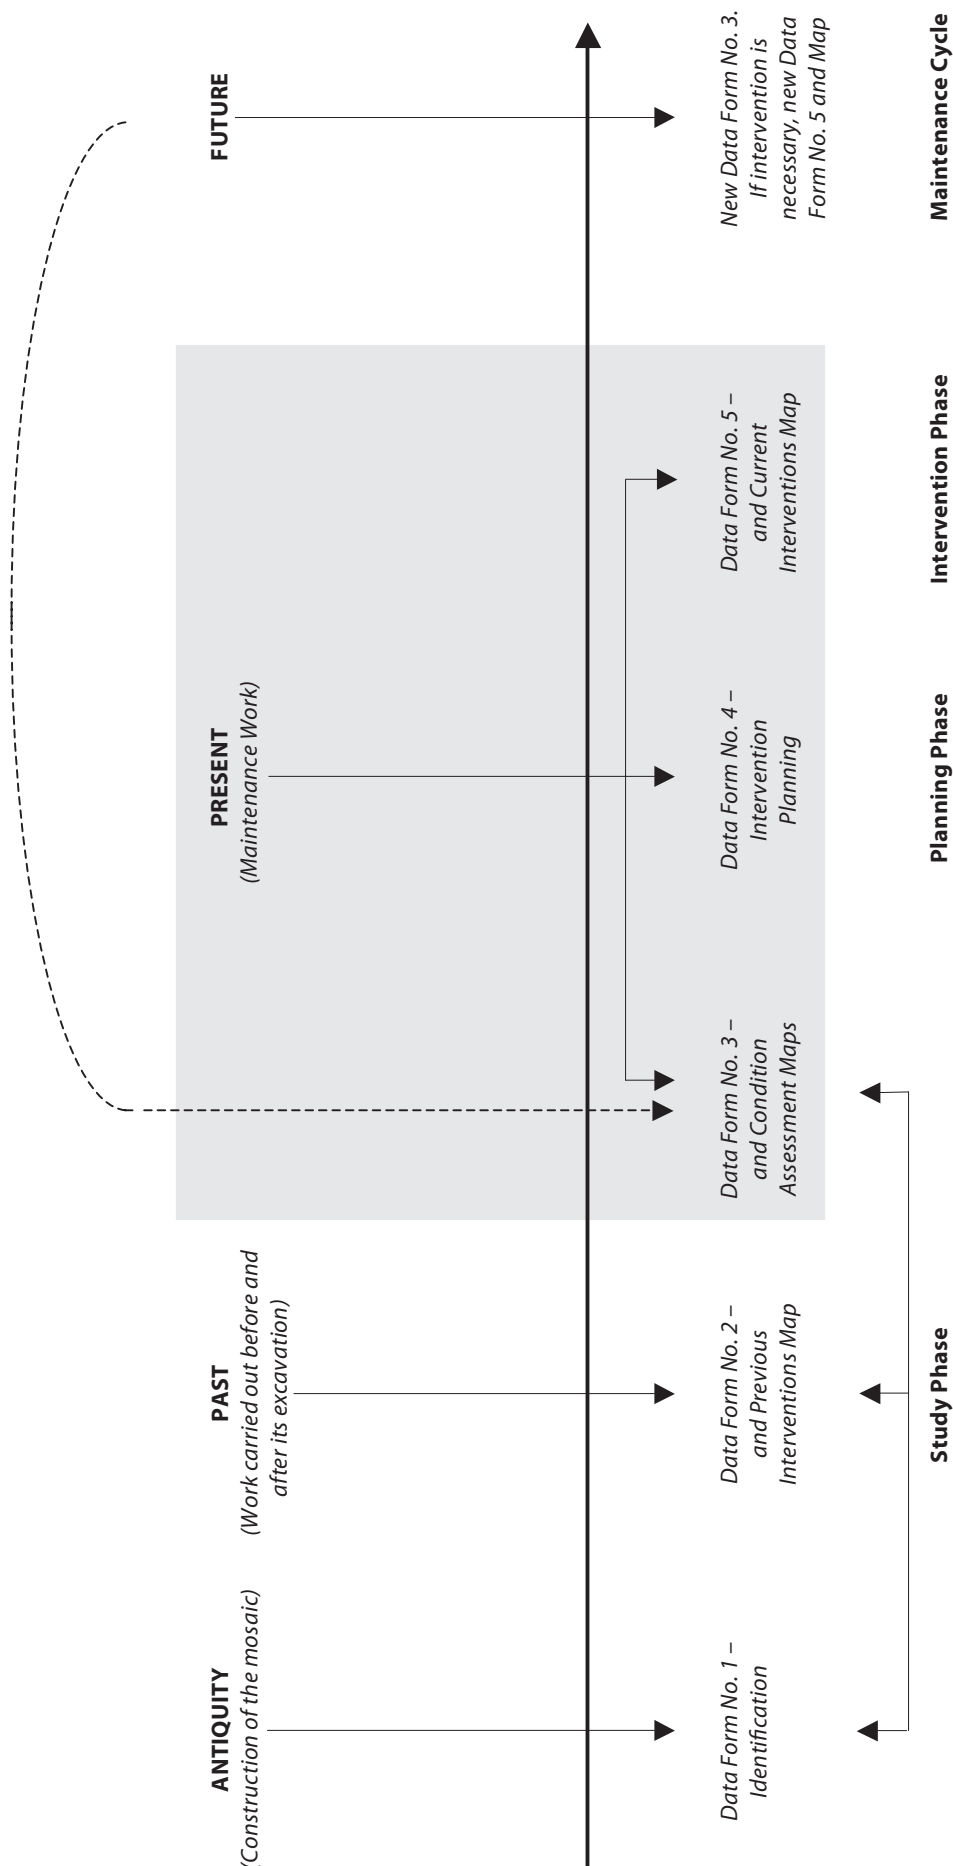 ANTIQUITY
(Construction of the mosaic)
PAST
(Work carried out before and
after its excavation)
PRESENT
(Maintenance Work)
FUTURE
Data Form No. 1 –
Identification
Data Form No. 2 –
and Previous
Interventions Map
Data Form No. 3 –
and Condition
Assessment Maps
Data Form No. 4 –
Intervention
Planning
Data Form No. 5 –
and Current
Interventions Map
New Data Form No. 3.
If intervention is
necessary, new Data
Form No. 5 and Map
Study Phase
Planning Phase
Intervention Phase
Maintenance Cycle